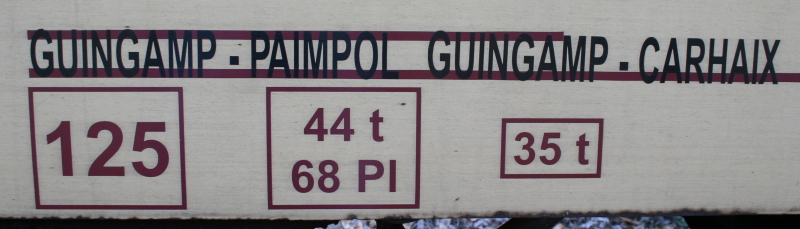 GUINGAMP - PAIMPOL GUINGAMP - CARHAIX
125
44 t
68 Pl
35 t